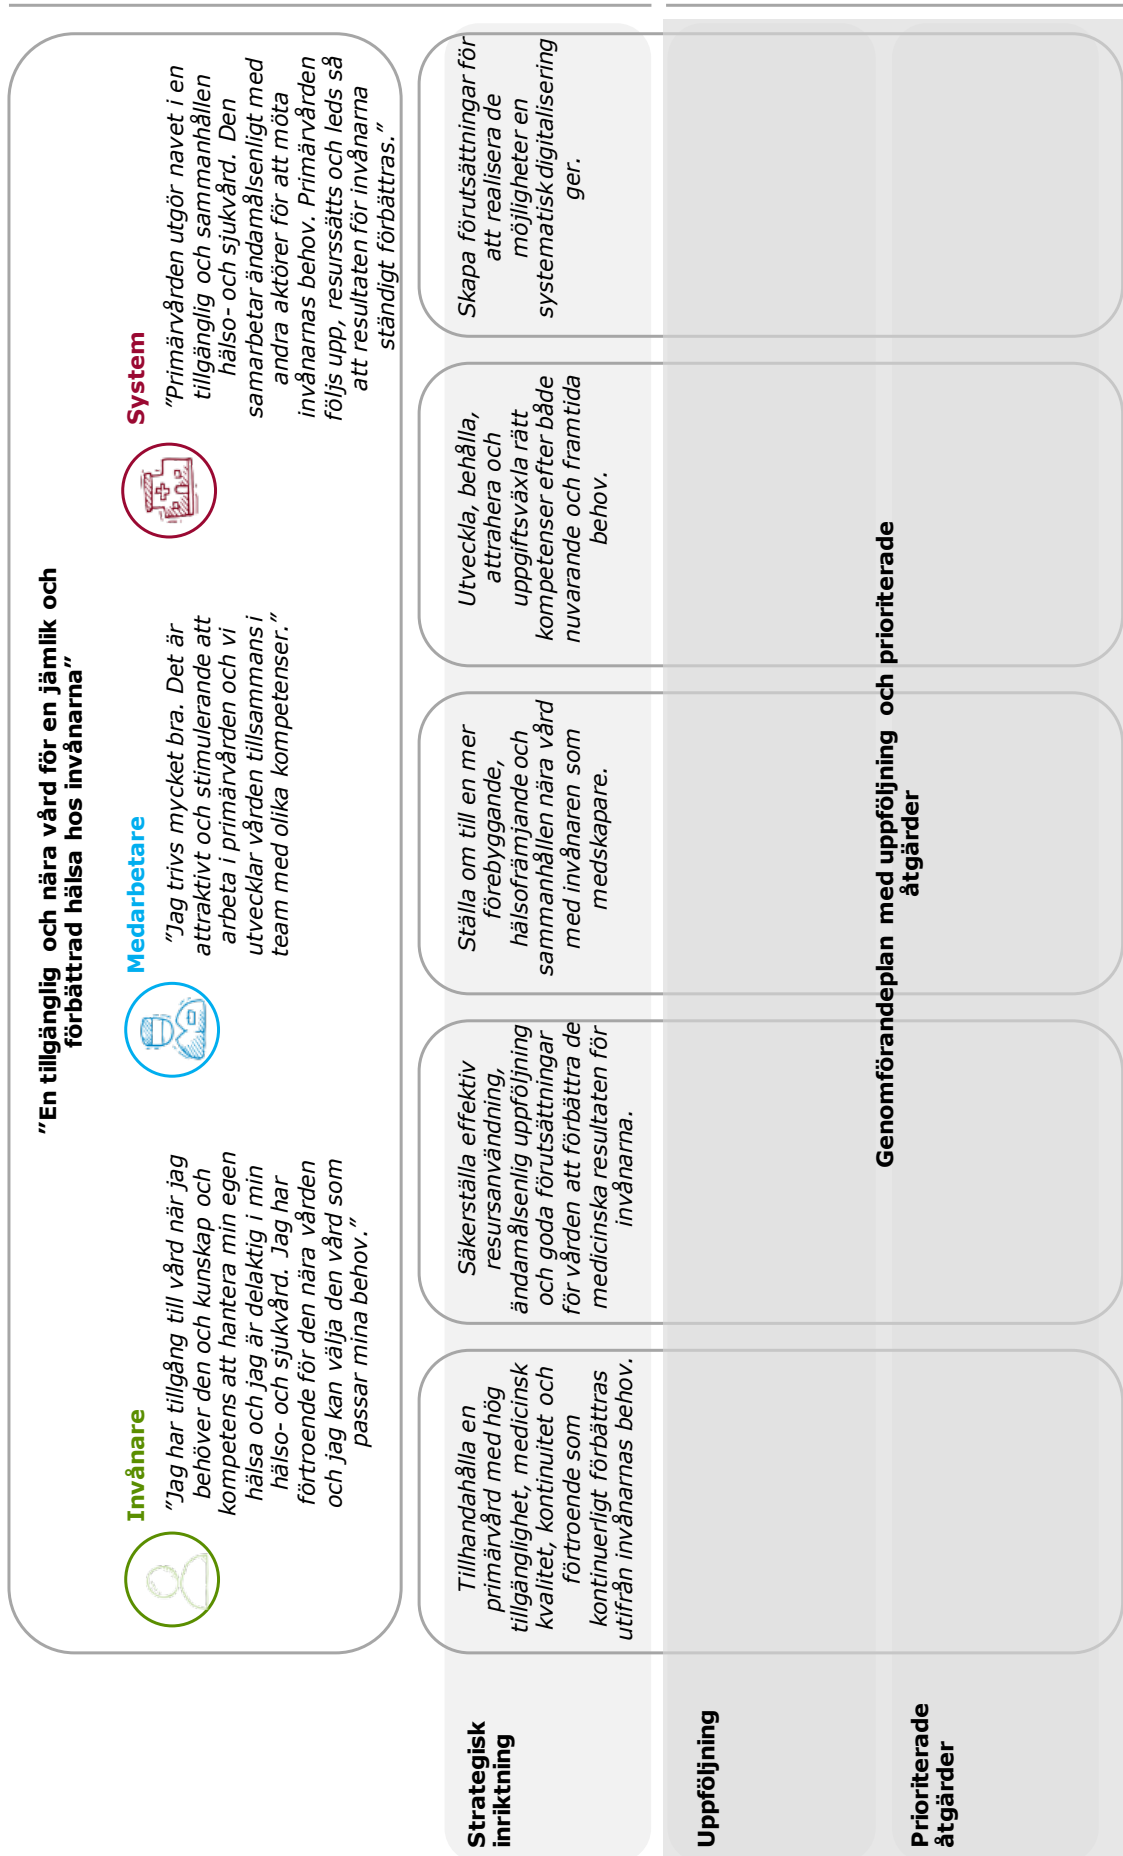 "En tillgänglig och nära vård för en jämlik och
förbättrad hälsa hos invånarna"
Invånare
"Jag har tillgång till vård när jag
behöver den och kunskap och
kompetens att hantera min egen
hälsa och jag är delaktig i min
hälso- och sjukvård. Jag har
förtroende för den nära vården
och jag kan välja den vård som
passar mina behov."
Medarbetare
"Jag trivs mycket bra. Det är
attraktivt och stimulerande att
arbeta i primärvården och vi
utvecklar vården tillsammans i
team med olika kompetenser."
System
"Primärvården utgör navet i en
tillgänglig och sammanhållen
hälso- och sjukvård. Den
samarbetar ändamålsenligt med
andra aktörer för att möta
invånarnas behov. Primärvården
följs upp, resurssätts och leds så
att resultaten för invånarna
ständigt förbättras."
Strategisk
inriktning
Tillhandahålla en
primärvård med hög
tillgänglighet, medicinsk
kvalitet, kontinuitet och
förtroende som
kontinuerligt förbättras
utifrån invånarnas behov.
Säkerställa effektiv
resursanvändning,
ändamålsenlig uppföljning
och goda förutsättningar
för vården att förbättra de
medicinska resultaten för
invånarna.
Ställa om till en mer
förebyggande,
hälsofrämjande och
sammanhållen nära vård
med invånaren som
medskapare.
Utveckla, behålla,
attrahera och
uppgiftsväxla rätt
kompetenser efter både
nuvarande och framtida
behov.
Skapa förutsättningar för
att realisera de
möjligheter en
systematisk digitalisering
ger.
Uppföljning
Genomförandeplan med uppföljning och prioriterade
åtgärder
Prioriterade
åtgärder